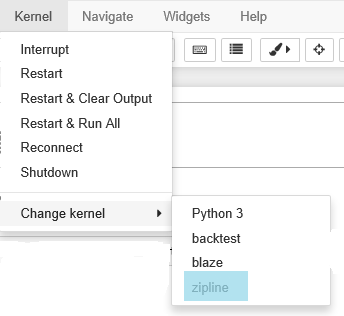 Kernel Navigate Widgets Help
Interrupt
Restart
Restart & Clear Output
Restart & Run All
Reconnect
Shutdown
Change kernel
Python 3
backtest
blaze
zipline